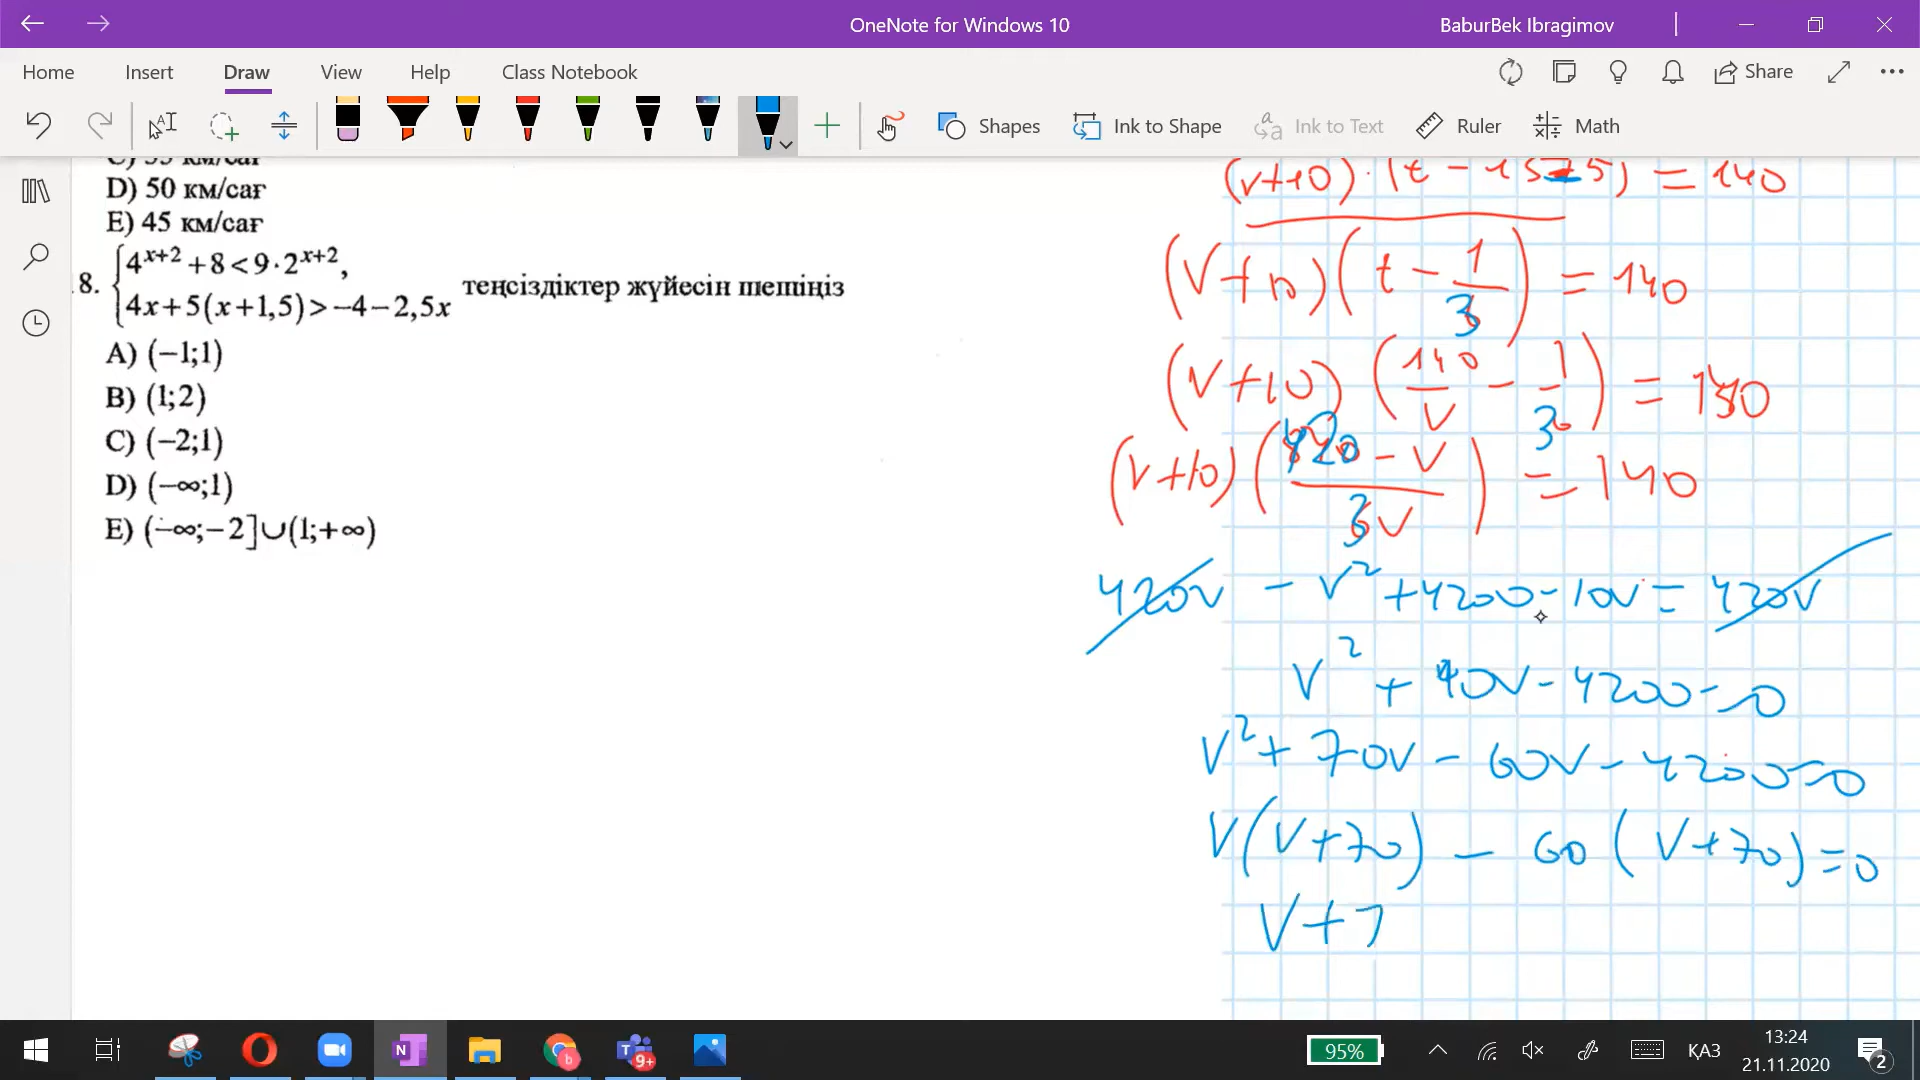 OneNote for Windows 10
BaburBek Ibragimov
Home Insert Draw View Help Class Notebook
Share
Shapes Ink to Shape Ink to Text Ruler Math
D) 50 км/сағ
E) 45 км/сағ
8. {4^{x+2} + 8 < 9 · 2^{x+2},
4x + 5(x + 1,5) > −4 − 2,5x теңсіздіктер жүйесін шешіңіз
A) (−1;1)
B) (1;2)
C) (−2;1)
D) (−∞;1)
E) (−∞;−2]∪(1;+∞)
= 140
(V+10)(t − 1/3) = 140
(V+10)(140/V − 1/3) =
(V+10)((420 − V)/3V) = 140
420V − V² + 4200 − 10V = 420V
V² + 10V − 4200 = 0
V² + 70V − 60V − 4200 = 0
V(V+70) − 60(V+70) = 0
V+7
95%
9+
ҚАЗ
13:24
21.11.2020
2